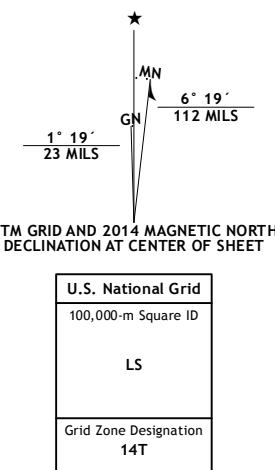 MN
GN
6° 19´
112 MILS
1° 19´
23 MILS
TM GRID AND 2014 MAGNETIC NORTH
DECLINATION AT CENTER OF SHEET
U.S. National Grid
100,000-m Square ID
LS
Grid Zone Designation
14T